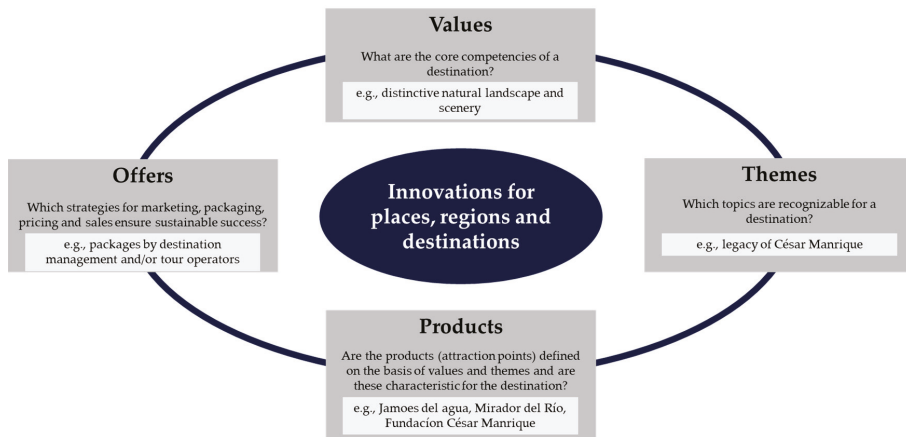 Values
What are the core competencies of a
destination?
e.g., distinctive natural landscape and
scenery
Offers
Which strategies for marketing, packaging,
pricing and sales ensure sustainable success?
e.g., packages by destination
management and/or tour operators
Innovations for
places, regions and
destinations
Themes
Which topics are recognizable for a
destination?
e.g., legacy of César Manrique
Products
Are the products (attraction points) defined
on the basis of values and themes and are
these characteristic for the destination?
e.g., Jamoes del agua, Mirador del Río,
Fundacíon César Manrique